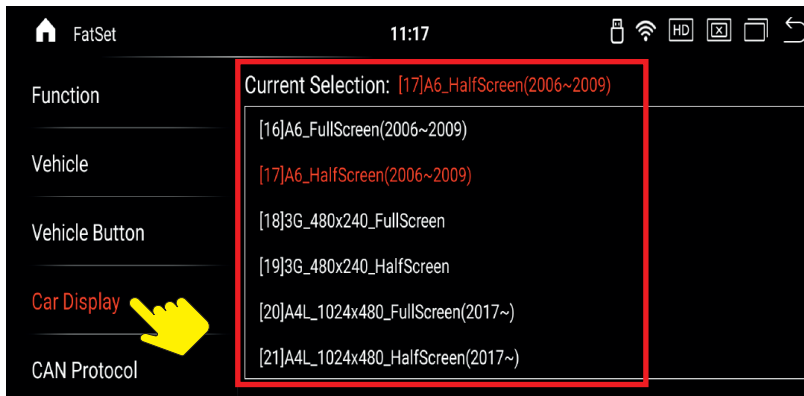 FatSet
11:17
HD
Function
Vehicle
Vehicle Button
Car Display
CAN Protocol
Current Selection: [17]A6_HalfScreen(2006~2009)
[16]A6_FullScreen(2006~2009)
[17]A6_HalfScreen(2006~2009)
[18]3G_480x240_FullScreen
[19]3G_480x240_HalfScreen
[20]A4L_1024x480_FullScreen(2017~)
[21]A4L_1024x480_HalfScreen(2017~)